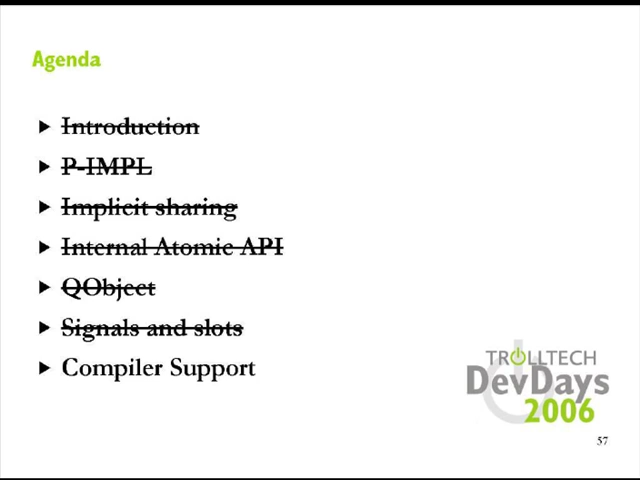 Agenda
Introduction
P-IMPL
Implicit sharing
Internal Atomic API
QObject
Signals and slots
Compiler Support
TROLLTECH
DevDays
2006
57